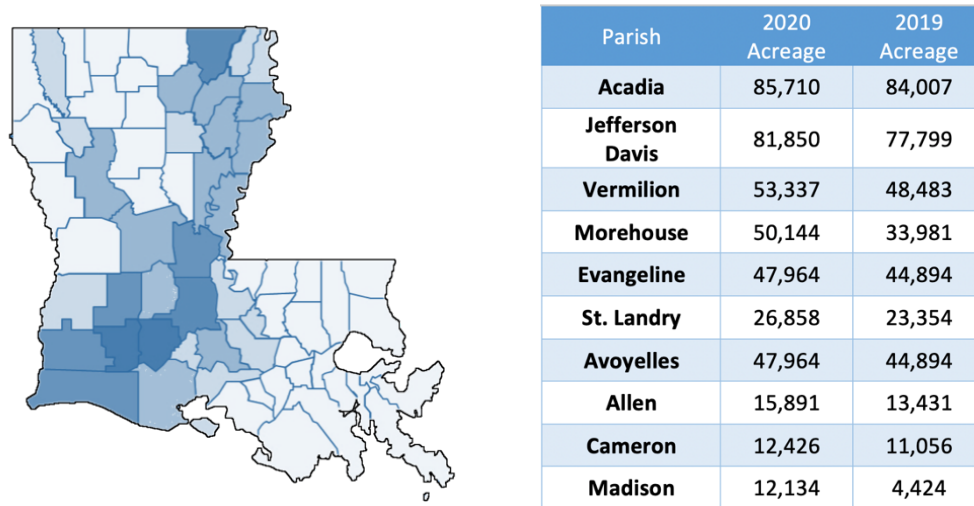 Parish 2020 Acreage 2019 Acreage
Acadia 85,710 84,007
Jefferson Davis 81,850 77,799
Vermilion 53,337 48,483
Morehouse 50,144 33,981
Evangeline 47,964 44,894
St. Landry 26,858 23,354
Avoyelles 47,964 44,894
Allen 15,891 13,431
Cameron 12,426 11,056
Madison 12,134 4,424